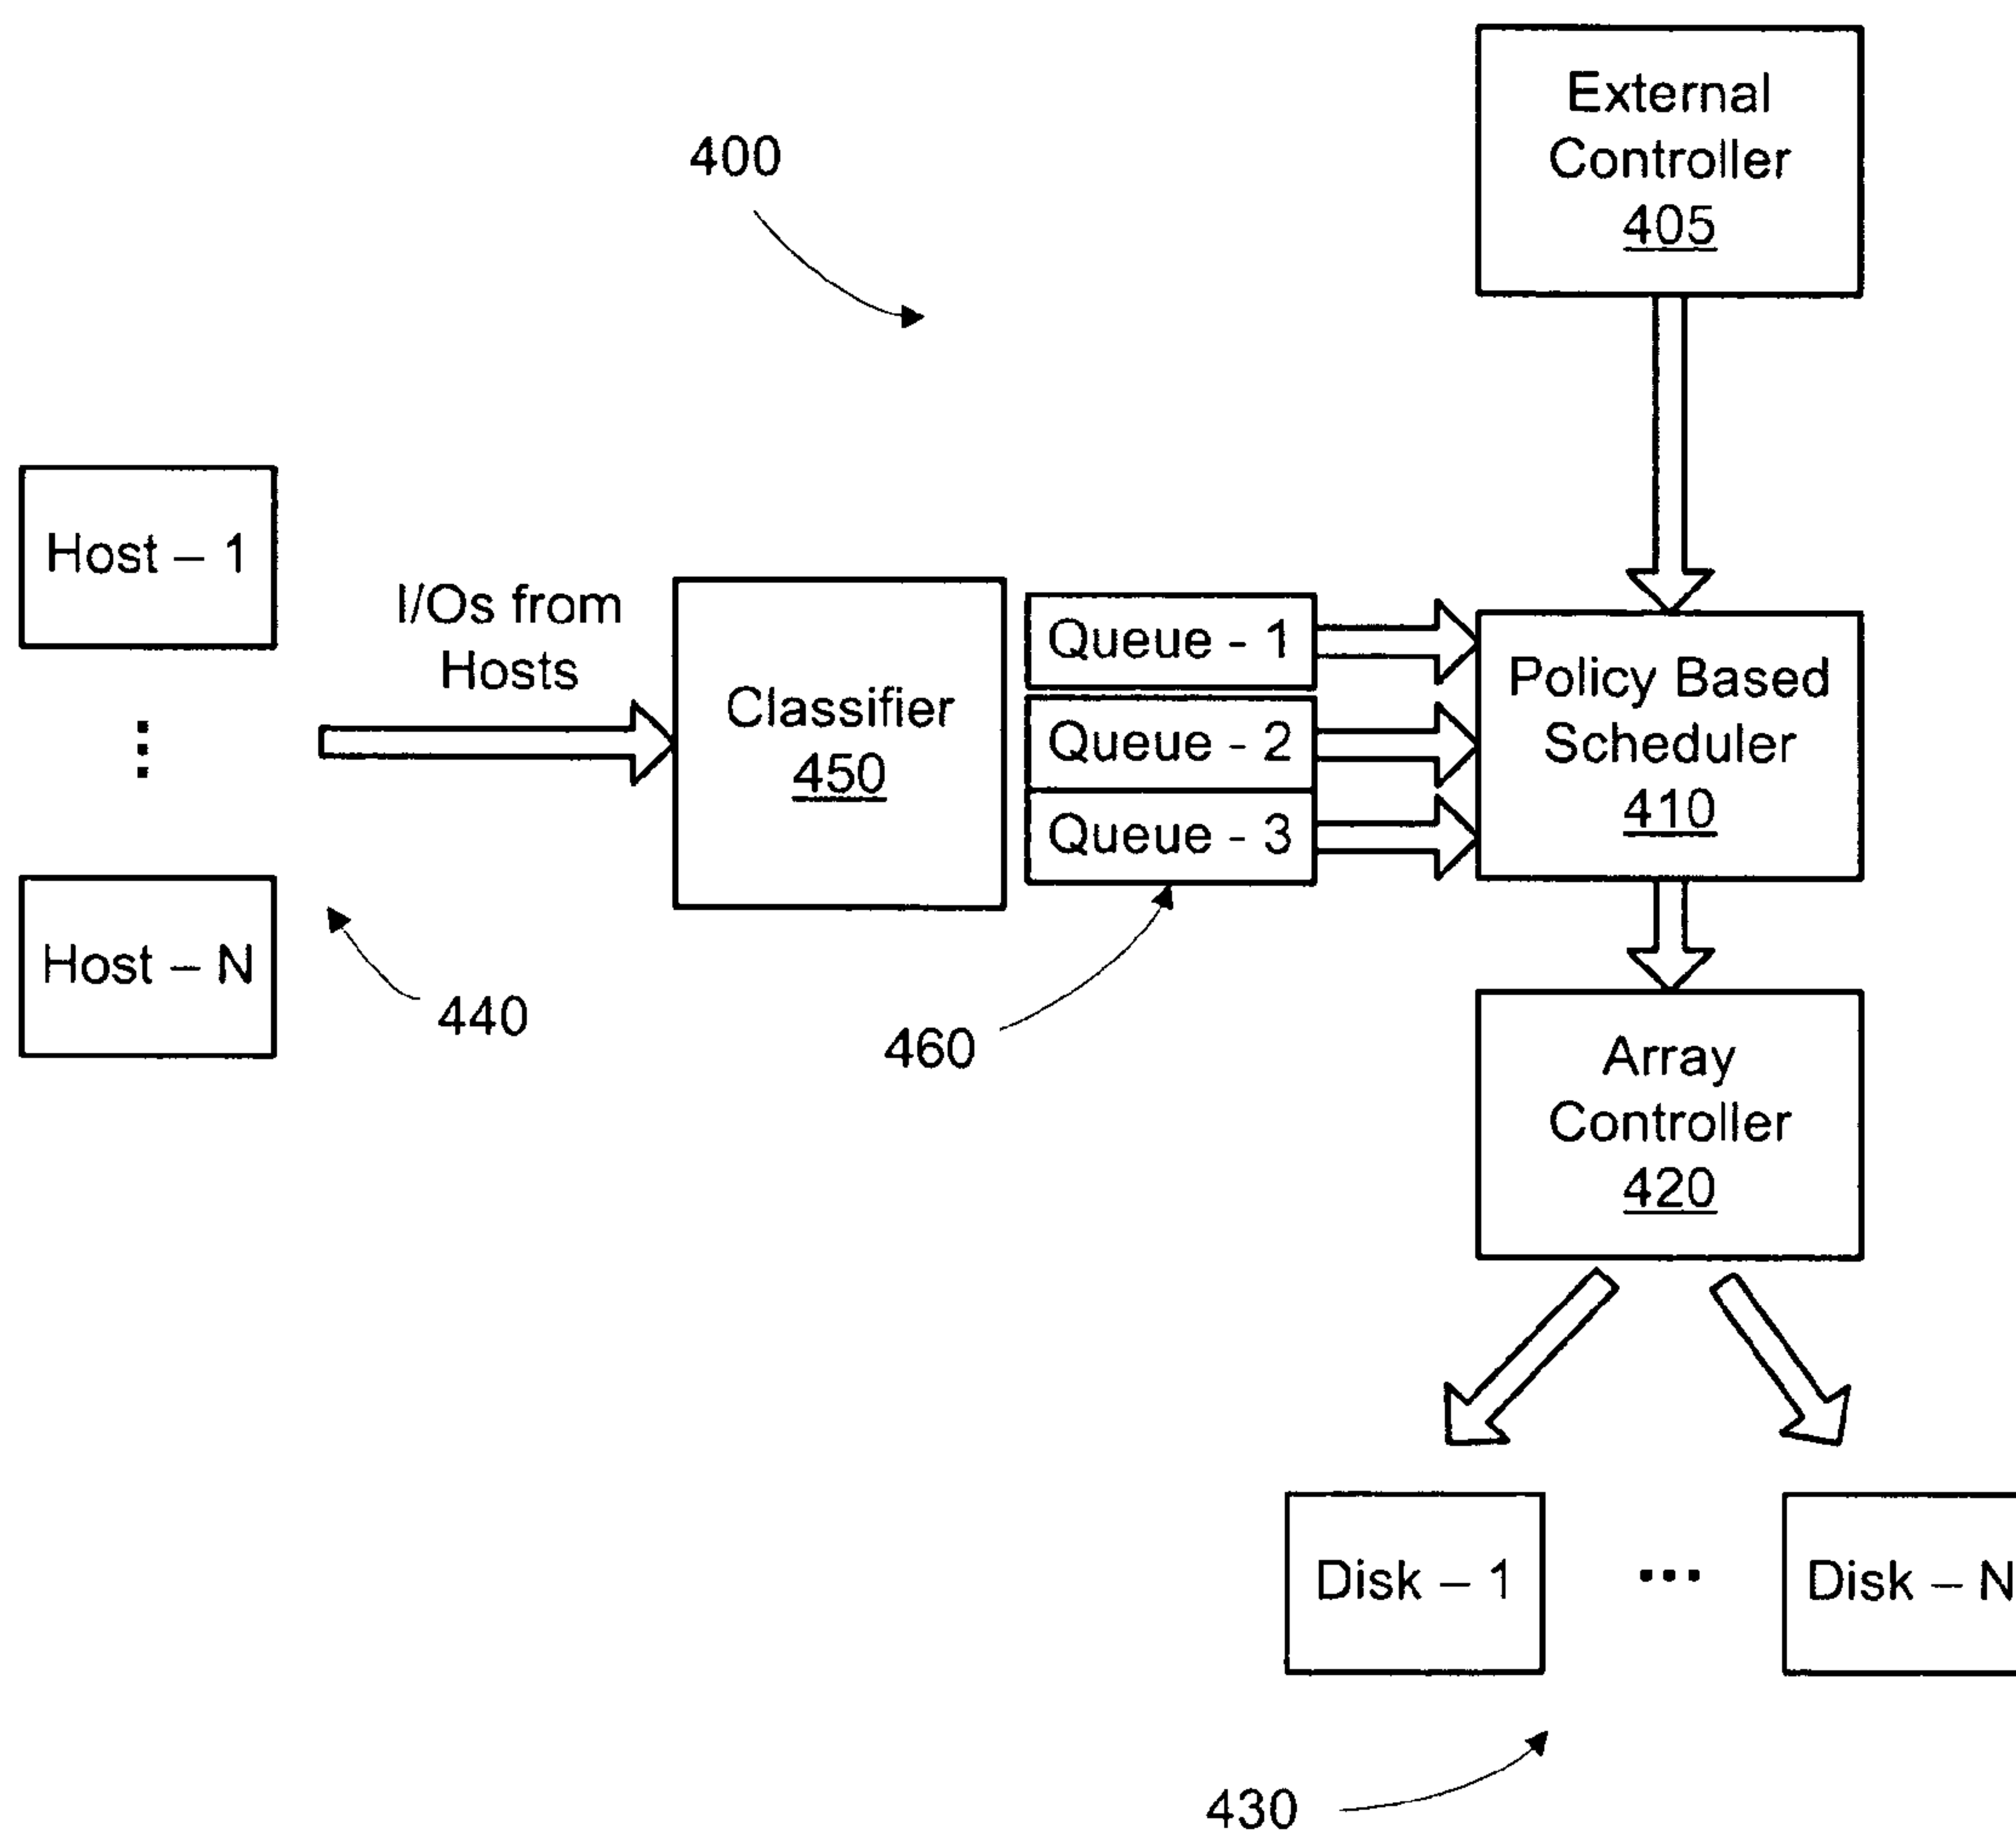 External
Controller
405
400
Host – 1
I/Os from
Hosts
Classifier
450
Queue - 1
Queue - 2
Queue - 3
Policy Based
Scheduler
410
Host – N
440
460
Array
Controller
420
Disk – 1
...
Disk – N
430